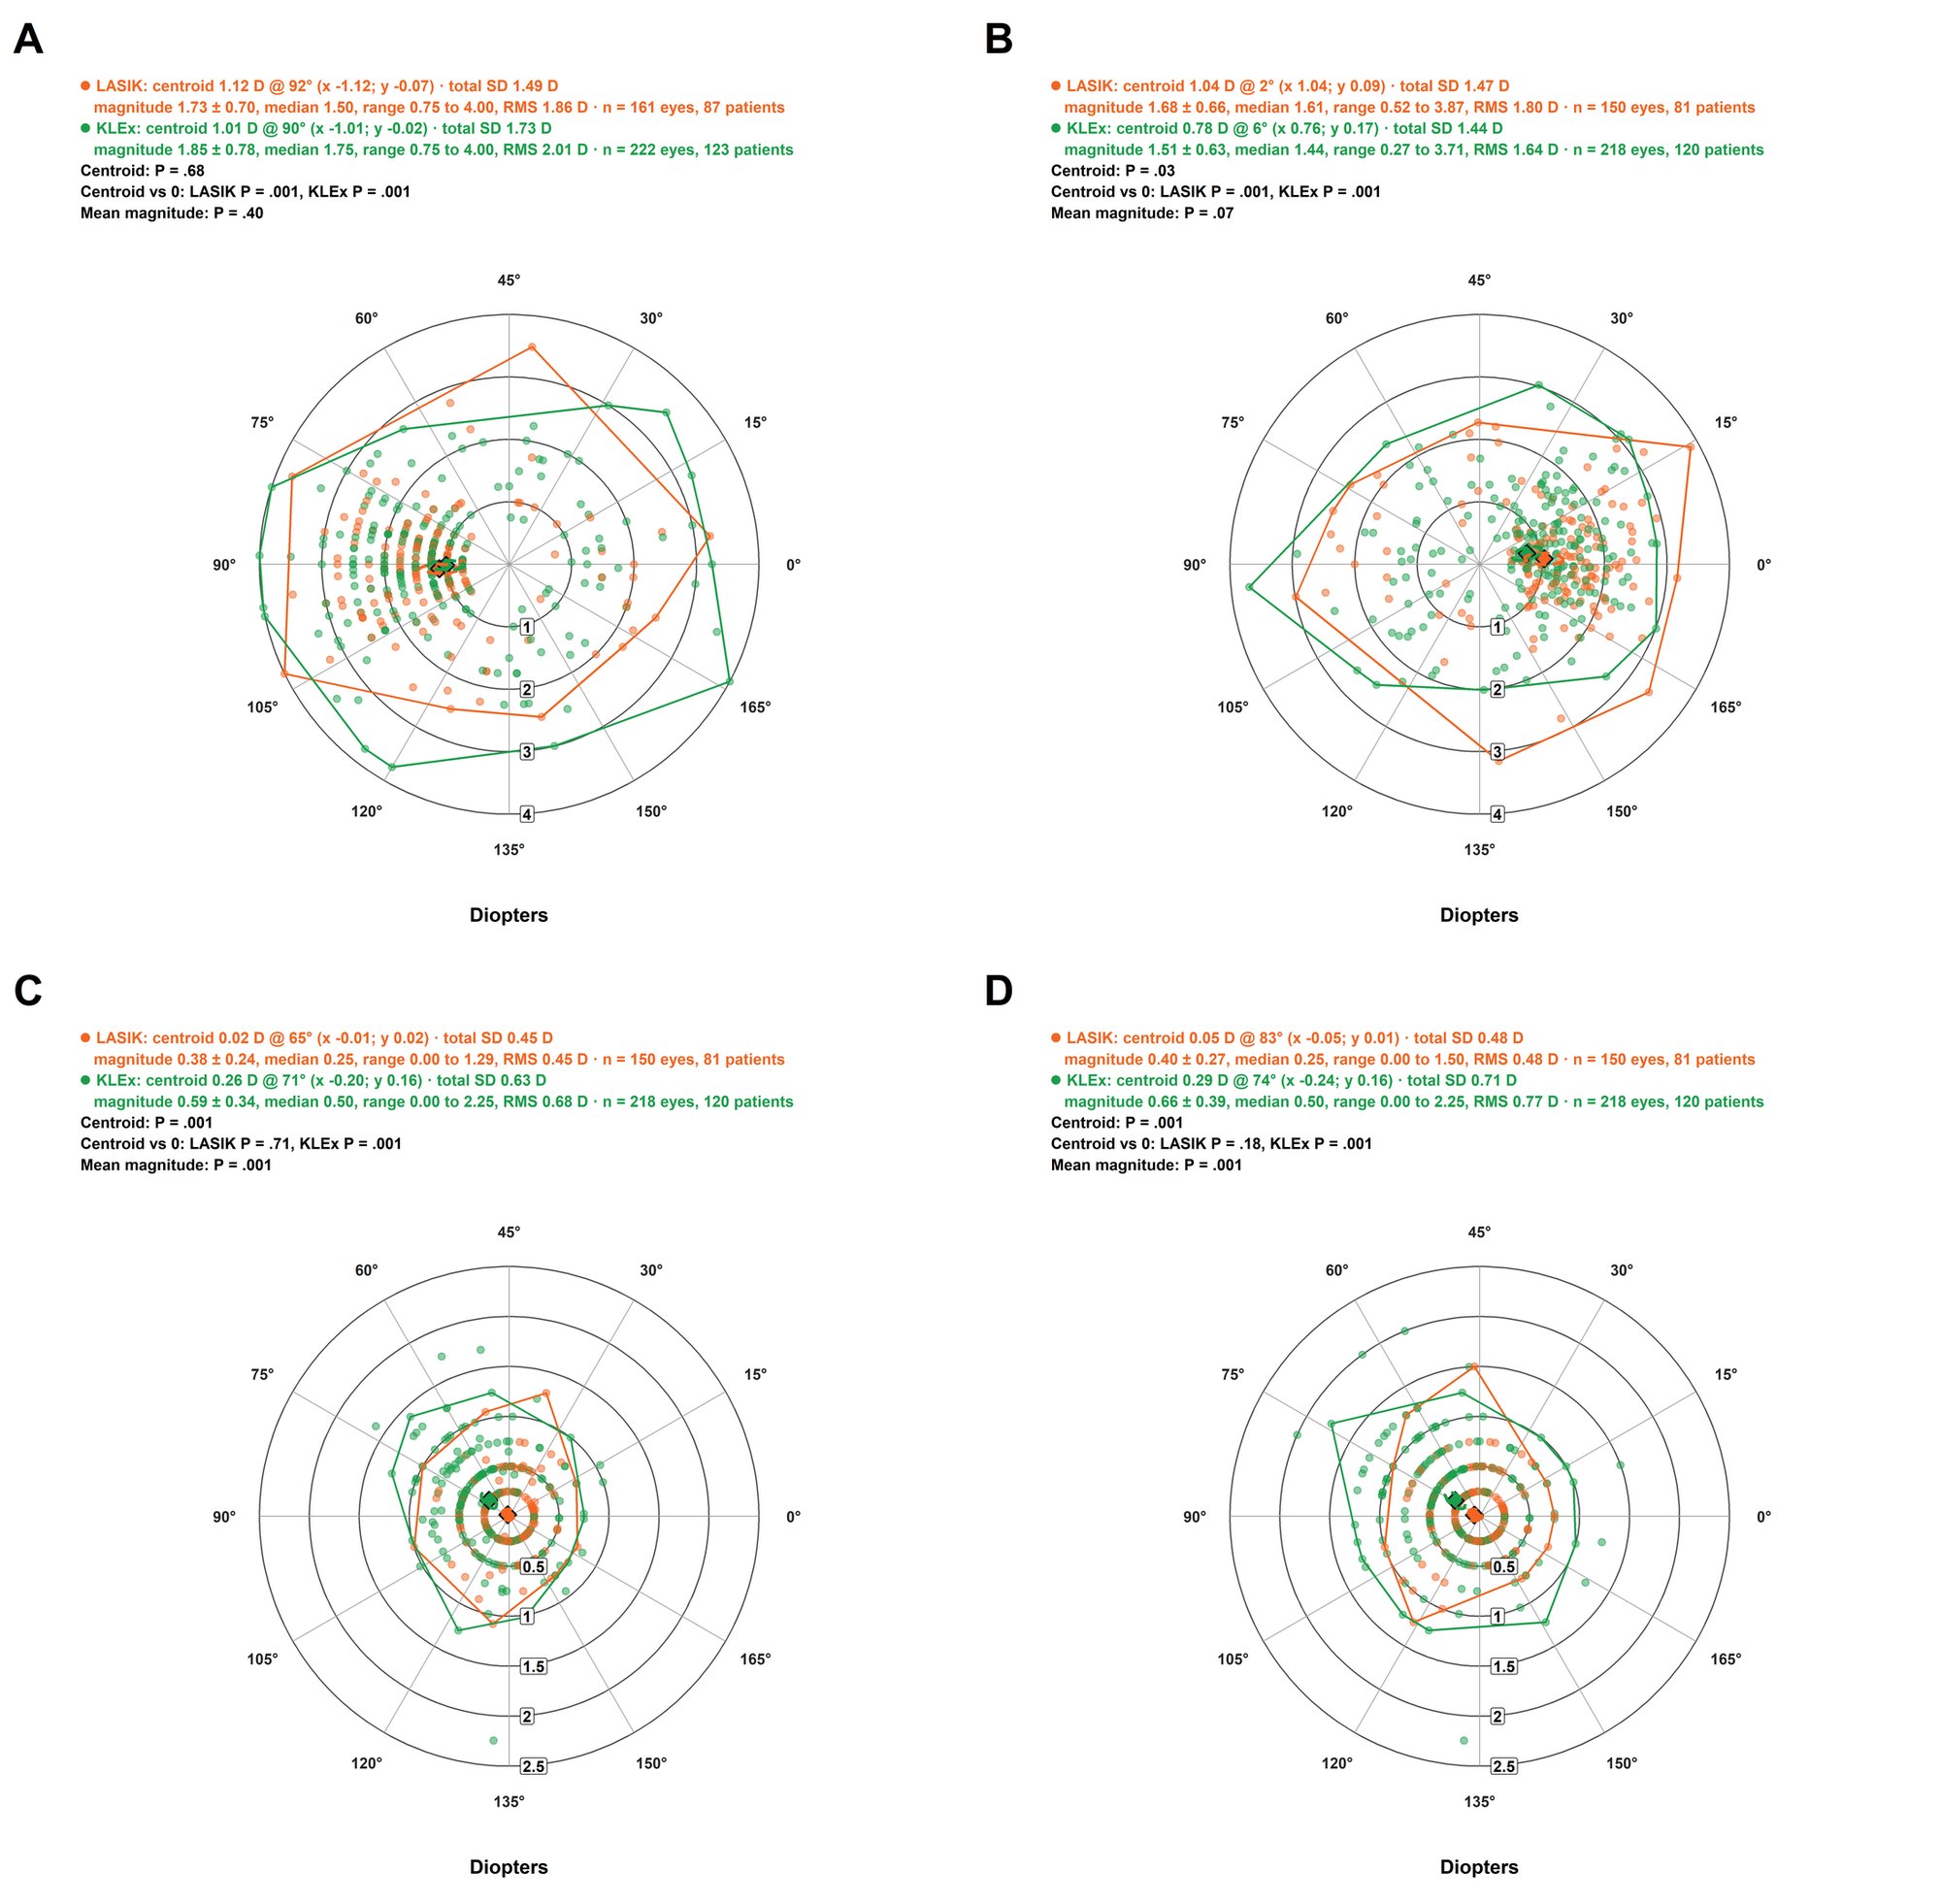 A
LASIK: centroid 1.12 D @ 92° (x -1.12; y -0.07) · total SD 1.49 D
magnitude 1.73 ± 0.70, median 1.50, range 0.75 to 4.00, RMS 1.86 D · n = 161 eyes, 87 patients
KLEx: centroid 1.01 D @ 90° (x -1.01; y -0.02) · total SD 1.73 D
magnitude 1.85 ± 0.78, median 1.75, range 0.75 to 4.00, RMS 2.01 D · n = 222 eyes, 123 patients
Centroid: P = .68
Centroid vs 0: LASIK P = .001, KLEx P = .001
Mean magnitude: P = .40
45°
60°
30°
75°
15°
90°
0°
1
2
105°
165°
3
120°
150°
4
135°
Diopters
B
LASIK: centroid 1.04 D @ 2° (x 1.04; y 0.09) · total SD 1.47 D
magnitude 1.68 ± 0.66, median 1.61, range 0.52 to 3.87, RMS 1.80 D · n = 150 eyes, 81 patients
KLEx: centroid 0.78 D @ 6° (x 0.76; y 0.17) · total SD 1.44 D
magnitude 1.51 ± 0.63, median 1.44, range 0.27 to 3.71, RMS 1.64 D · n = 218 eyes, 120 patients
Centroid: P = .03
Centroid vs 0: LASIK P = .001, KLEx P = .001
Mean magnitude: P = .07
45°
60°
30°
75°
15°
90°
0°
1
2
105°
165°
3
120°
150°
4
135°
Diopters
C
LASIK: centroid 0.02 D @ 65° (x -0.01; y 0.02) · total SD 0.45 D
magnitude 0.38 ± 0.24, median 0.25, range 0.00 to 1.29, RMS 0.45 D · n = 150 eyes, 81 patients
KLEx: centroid 0.26 D @ 71° (x -0.20; y 0.16) · total SD 0.63 D
magnitude 0.59 ± 0.34, median 0.50, range 0.00 to 2.25, RMS 0.68 D · n = 218 eyes, 120 patients
Centroid: P = .001
Centroid vs 0: LASIK P = .71, KLEx P = .001
Mean magnitude: P = .001
45°
60°
30°
75°
15°
90°
0°
0.5
1
105°
165°
1.5
2
120°
150°
2.5
135°
Diopters
D
LASIK: centroid 0.05 D @ 83° (x -0.05; y 0.01) · total SD 0.48 D
magnitude 0.40 ± 0.27, median 0.25, range 0.00 to 1.50, RMS 0.48 D · n = 150 eyes, 81 patients
KLEx: centroid 0.29 D @ 74° (x -0.24; y 0.16) · total SD 0.71 D
magnitude 0.66 ± 0.39, median 0.50, range 0.00 to 2.25, RMS 0.77 D · n = 218 eyes, 120 patients
Centroid: P = .001
Centroid vs 0: LASIK P = .18, KLEx P = .001
Mean magnitude: P = .001
45°
60°
30°
75°
15°
90°
0°
0.5
1
105°
165°
1.5
2
120°
150°
2.5
135°
Diopters